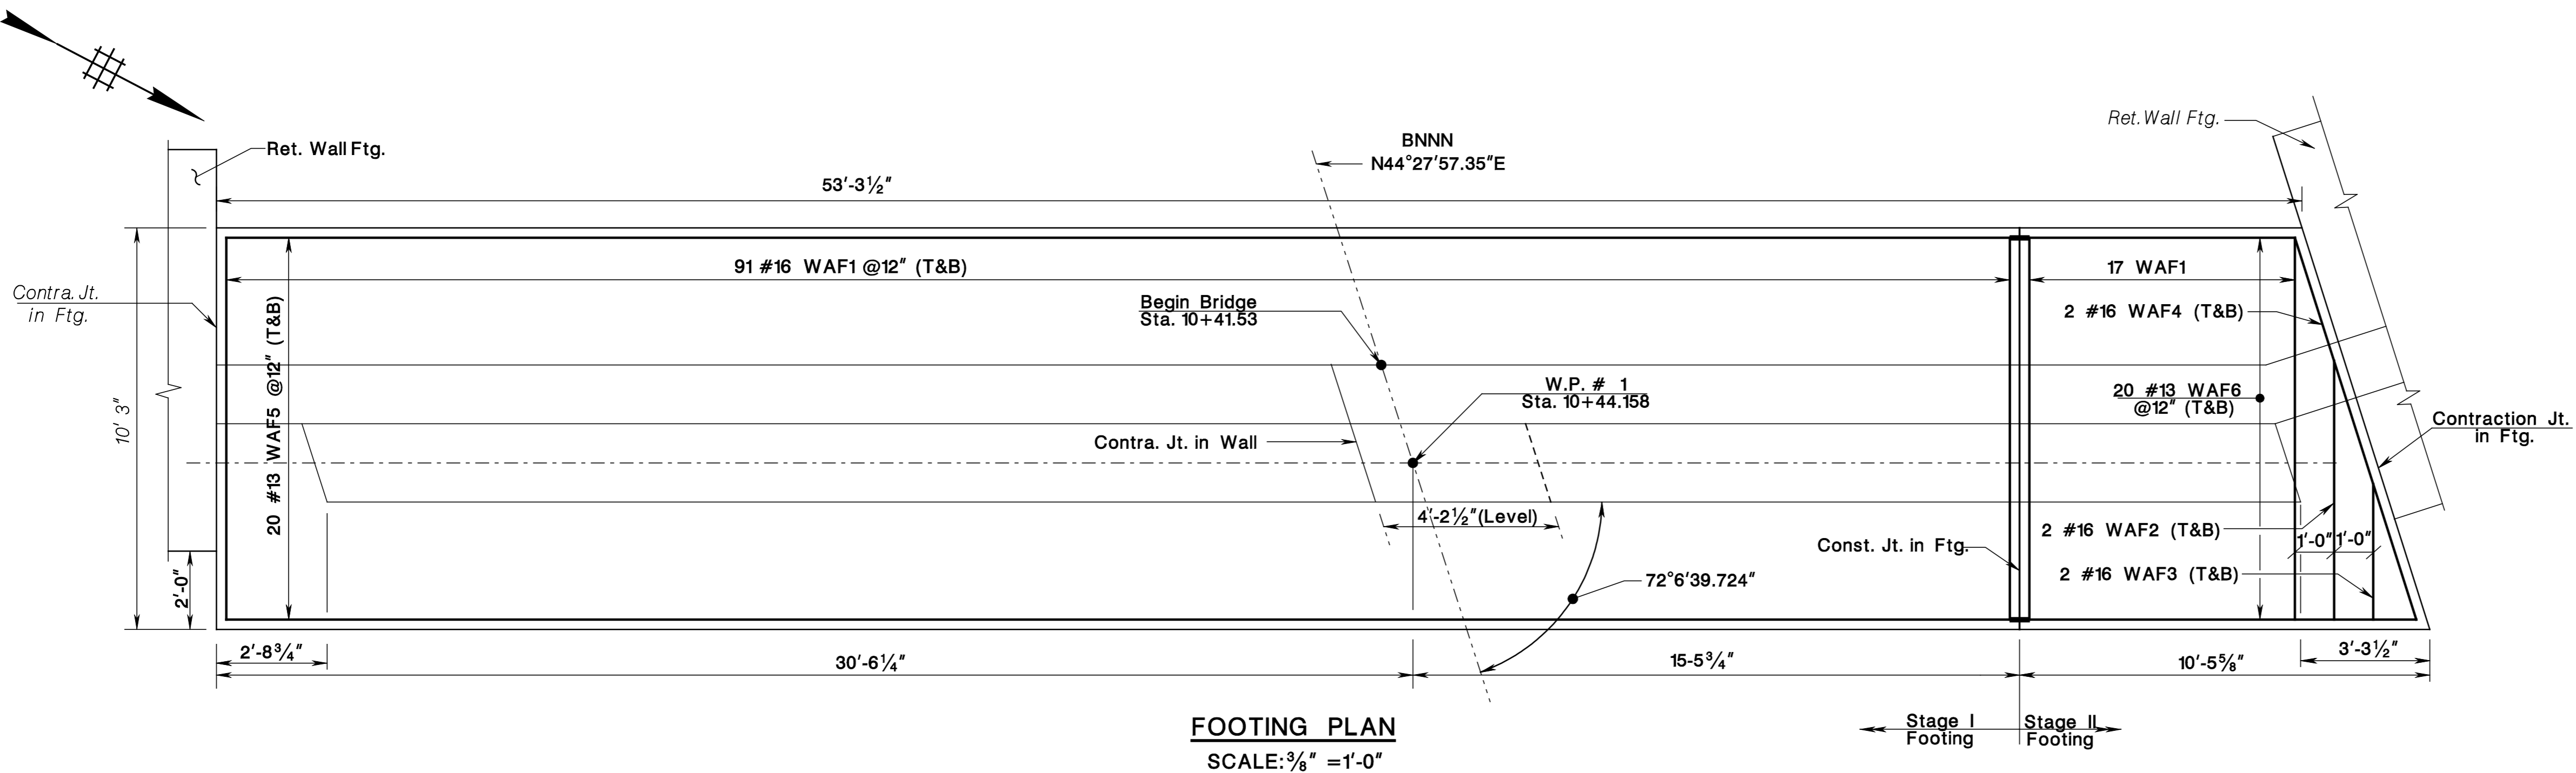 Ret. Wall Ftg.
Ret. Wall Ftg.
BNNN
N44°27'57.35"E
53'-3½"
91 #16 WAF1 @12" (T&B)
17 WAF1
Contra. Jt.
in Ftg.
Begin Bridge
Sta. 10+41.53
2 #16 WAF4 (T&B)
20 #13 WAF5 @12" (T&B)
10' 3"
W.P. # 1
Sta. 10+44.158
20 #13 WAF6
@12" (T&B)
Contra. Jt. in Wall
Contraction Jt.
in Ftg.
4'-2½"(Level)
2 #16 WAF2 (T&B)
1'-0"
1'-0"
Const. Jt. in Ftg.
2 #16 WAF3 (T&B)
72°6'39.724"
2'-0"
2'-8¾"
30'-6¼"
15-5¾"
10'-5⅝"
3'-3½"
FOOTING PLAN
SCALE:⅜" =1'-0"
Stage I
Footing
Stage II
Footing